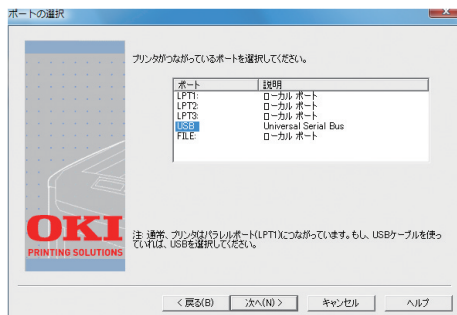 ポートの選択
プリンタがつながっているポートを選択してください。
ポート 説明
LPT1: ローカル ポート
LPT2: ローカル ポート
LPT3: ローカル ポート
USB Universal Serial Bus
FILE: ローカル ポート
OKI
PRINTING SOLUTIONS
注: 通常、プリンタはパラレルポート(LPT1)につながっています。もし、USBケーブルを使っ
ていれば、USBを選択してください。
< 戻る(B) 次へ(N) > キャンセル ヘルプ